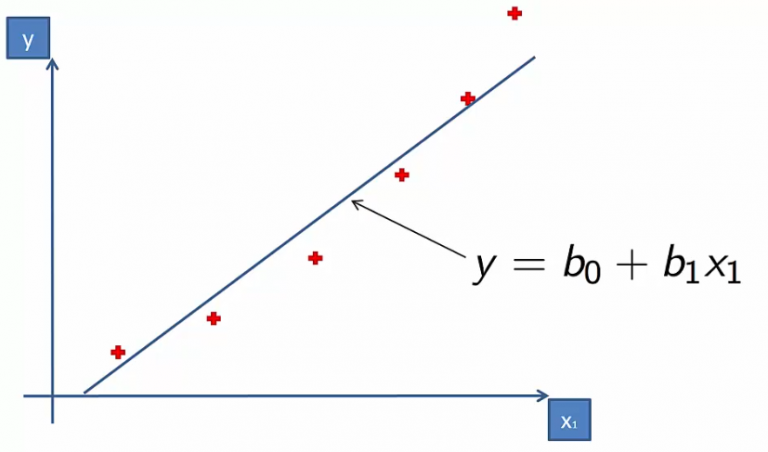 y
y = b₀ + b₁x₁
x₁